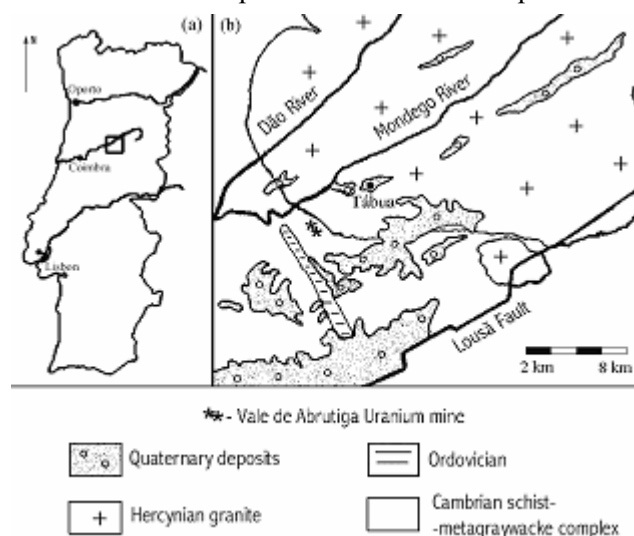 (a)
(b)
N
Oporto
Coimbra
Lisbon
Dão River
Mondego River
Tábua
Lousã Fault
2 km 8 km
- Vale de Abrutiga Uranium mine
Quaternary deposits
Ordovician
Hercynian granite
Cambrian schist-
-metagraywacke complex